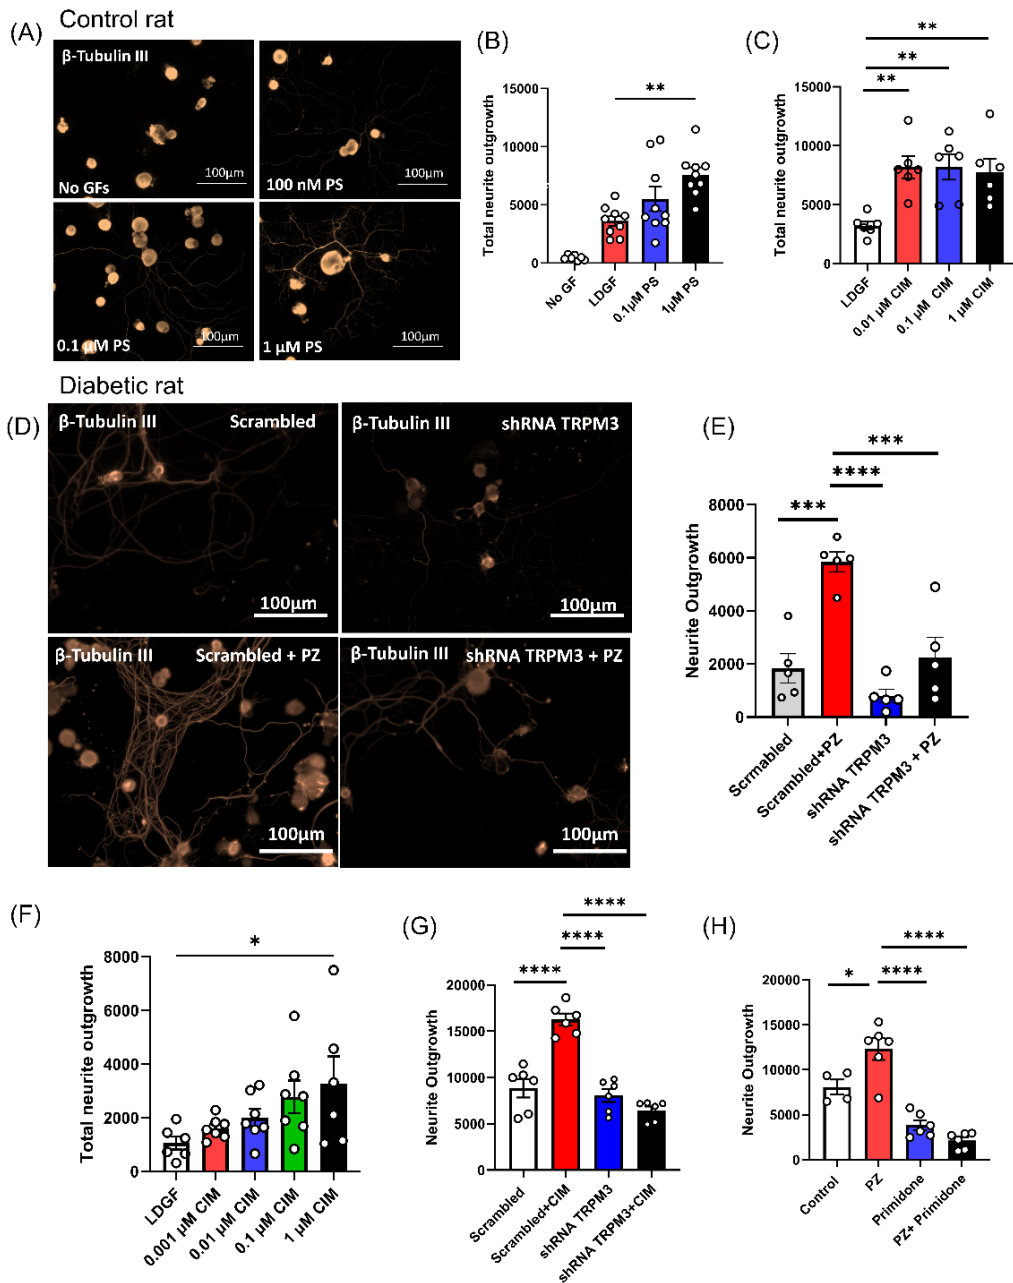 Control rat
(A)
β-Tubulin III
100µm
No GFs
100µm
100 nM PS
100µm
0.1 µM PS
100µm
1 µM PS
(B)
**
Total neurite outgrowth
15000
10000
5000
0
No GF
LDGF
0.1µM PS
1µM PS
(C)
**
**
**
Total neurite outgrowth
15000
10000
5000
0
LDGF
0.01 µM CIM
0.1 µM CIM
1 µM CIM
Diabetic rat
(D)
β-Tubulin III Scrambled
100µm
β-Tubulin III shRNA TRPM3
100µm
β-Tubulin III Scrambled + PZ
100µm
β-Tubulin III shRNA TRPM3 + PZ
100µm
(E)
***
****
***
Neurite Outgrowth
8000
6000
4000
2000
0
Scrmabled
Scrambled+PZ
shRNA TRPM3
shRNA TRPM3 + PZ
(F)
*
Total neurite outgrowth
8000
6000
4000
2000
0
LDGF
0.001 µM CIM
0.01 µM CIM
0.1 µM CIM
1 µM CIM
(G)
****
****
****
Neurite Outgrowth
20000
15000
10000
5000
0
Scrambled
Scrambled+CIM
shRNA TRPM3
shRNA TRPM3+CIM
(H)
****
* ****
Neurite Outgrowth
20000
15000
10000
5000
0
Control
PZ
Primidone
PZ+ Primidone